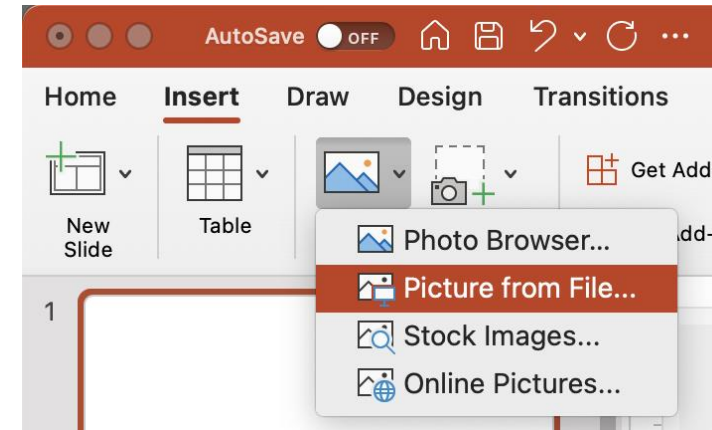 AutoSave OFF
Home Insert Draw Design Transitions
New
Slide
Table
Get Add
Add-
Photo Browser...
Picture from File...
Stock Images...
Online Pictures...
1